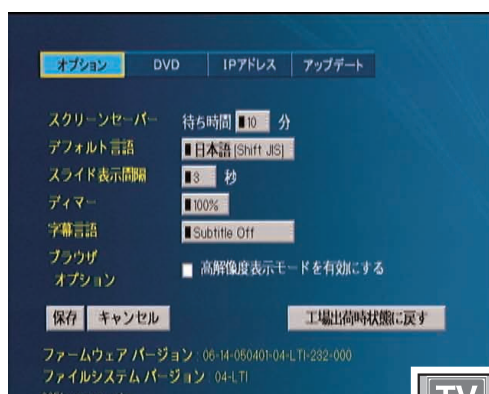 オプション DVD IPアドレス アップデート
スクリーンセーバー 待ち時間 10 分
デフォルト言語 日本語 [Shift JIS]
スライド表示間隔 3 秒
ディマー 100%
字幕言語 Subtitle Off
ブラウザ
オプション 高解像度表示モードを有効にする
保存 キャンセル 工場出荷時状態に戻す
ファームウェア バージョン : 06-14-050401-04-LTI-232-000
ファイルシステム バージョン : 04-LTI
TV